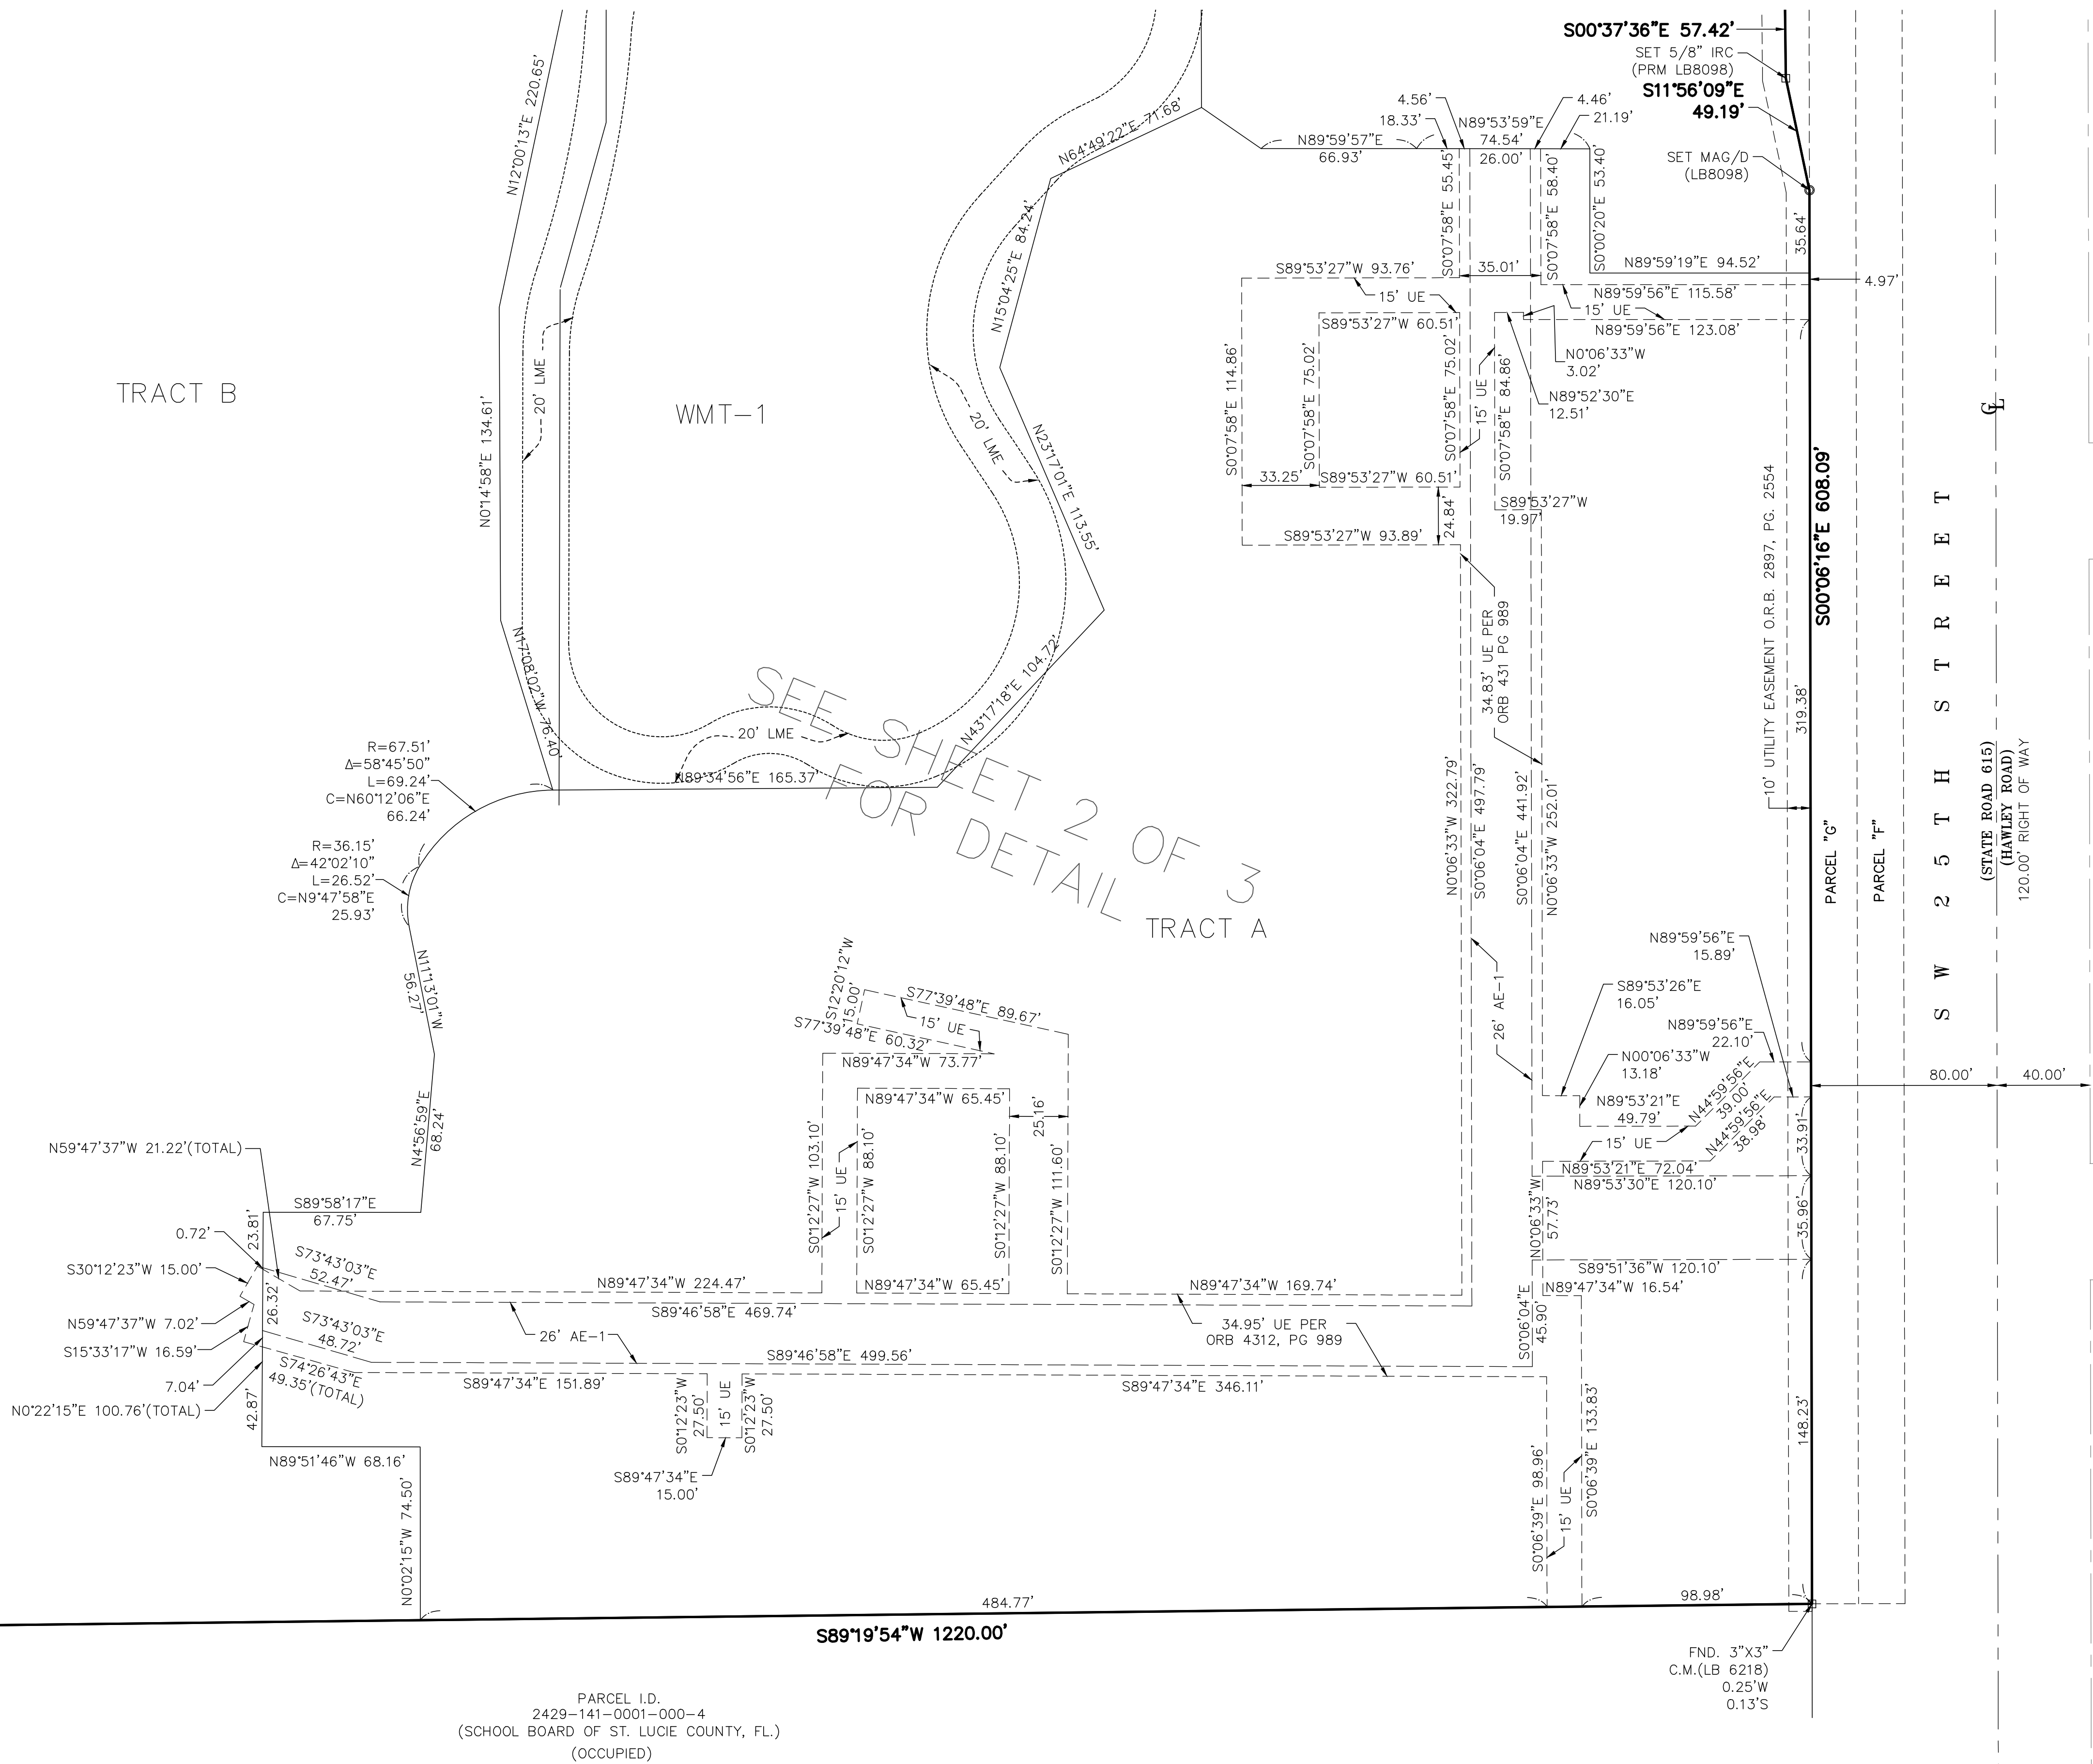 S00°37'36"E 57.42'
SET 5/8" IRC
(PRM LB8098)
S11°56'09"E
49.19'
SET MAG/D
(LB8098)
N12°00'13"E 220.65'
N64°49'22"E 71.68'
4.56'
18.33'
N89°53'59"E
74.54'
4.46'
21.19'
N89°59'57"E
66.93'
26.00'
S0°07'58"E 55.45'
S0°07'58"E 58.40'
S0°00'20"E 53.40'
35.64'
N89°59'19"E 94.52'
4.97'
S89°53'27"W 93.76'
35.01'
N89°59'56"E 115.58'
15' UE
15' UE
S89°53'27"W 60.51'
N89°59'56"E 123.08'
N15°04'25"E 84.24'
S0°07'58"E 114.86'
S0°07'58"E 75.02'
S0°07'58"E 75.02'
15' UE
S0°07'58"E 84.86'
N0°06'33"W
3.02'
N89°52'30"E
12.51'
TRACT B
20' LME
WMT-1
20' LME
N0°14'58"E 134.61'
N23°17'01"E 113.55'
33.25'
S89°53'27"W 60.51'
24.84'
S89°53'27"W
19.97'
S89°53'27"W 93.89'
10' UTILITY EASEMENT O.R.B. 2897, PG. 2554
S00°06'16"E 608.09'
SW 25TH STREET
(STATE ROAD 615)
(HAWLEY ROAD)
120.00' RIGHT OF WAY
34.83' UE PER
ORB 431 PG 989
N17°08'02"W 76.40'
N43°17'18"E 104.72'
SEE SHEET 2 OF 3
FOR DETAIL
20' LME
N89°34'56"E 165.37'
319.38'
R=67.51'
Δ=58°45'50"
L=69.24'
C=N60°12'06"E
66.24'
R=36.15'
Δ=42°02'10"
L=26.52'
C=N9°47'58"E
25.93'
N0°06'33"W 322.79'
S0°06'04"E 497.79'
S0°06'04"E 441.92'
N0°06'33"W 252.01'
PARCEL "G"
PARCEL "F"
TRACT A
N11°13'01"W
56.27'
S12°20'12"W
15.00'
S77°39'48"E 89.67'
15' UE
S77°39'48"E 60.32'
N89°47'34"W 73.77'
26' AE-1
N89°59'56"E
15.89'
S89°53'26"E
16.05'
N89°59'56"E
22.10'
N00°06'33"W
13.18'
N89°53'21"E
49.79'
N44°59'56"E
39.00'
N44°59'56"E
38.98'
15' UE
80.00'
40.00'
N4°56'59"E
68.24'
N89°47'34"W 65.45'
25.16'
33.91'
N89°53'21"E 72.04'
N89°53'30"E 120.10'
N59°47'37"W 21.22'(TOTAL)
S0°12'27"W 103.10'
15' UE
S0°12'27"W 88.10'
S0°12'27"W 88.10'
S0°12'27"W 111.60'
N0°06'33"W
57.73'
35.96'
S89°58'17"E
67.75'
0.72'
23.81'
S30°12'23"W 15.00'
S73°43'03"E
52.47'
N89°47'34"W 224.47'
N89°47'34"W 65.45'
N89°47'34"W 169.74'
S89°51'36"W 120.10'
N89°47'34"W 16.54'
S89°46'58"E 469.74'
N59°47'37"W 7.02'
26.32'
S15°33'17"W 16.59'
S73°43'03"E
48.72'
26' AE-1
34.95' UE PER
ORB 4312, PG 989
S0°06'04"E
45.90'
S89°46'58"E 499.56'
7.04'
S74°26'43"E
49.35'(TOTAL)
S89°47'34"E 151.89'
S89°47'34"E 346.11'
N0°22'15"E 100.76'(TOTAL)
42.87'
S0°12'23"W
27.50'
15' UE
S0°12'23"W
27.50'
148.23'
N89°51'46"W 68.16'
S89°47'34"E
15.00'
N0°02'15"W 74.50'
S0°06'39"E 98.96'
15' UE
S0°06'39"E 133.83'
484.77'
98.98'
S89°19'54"W 1220.00'
FND. 3"X3"
C.M.(LB 6218)
0.25'W
0.13'S
PARCEL I.D.
2429-141-0001-000-4
(SCHOOL BOARD OF ST. LUCIE COUNTY, FL.)
(OCCUPIED)